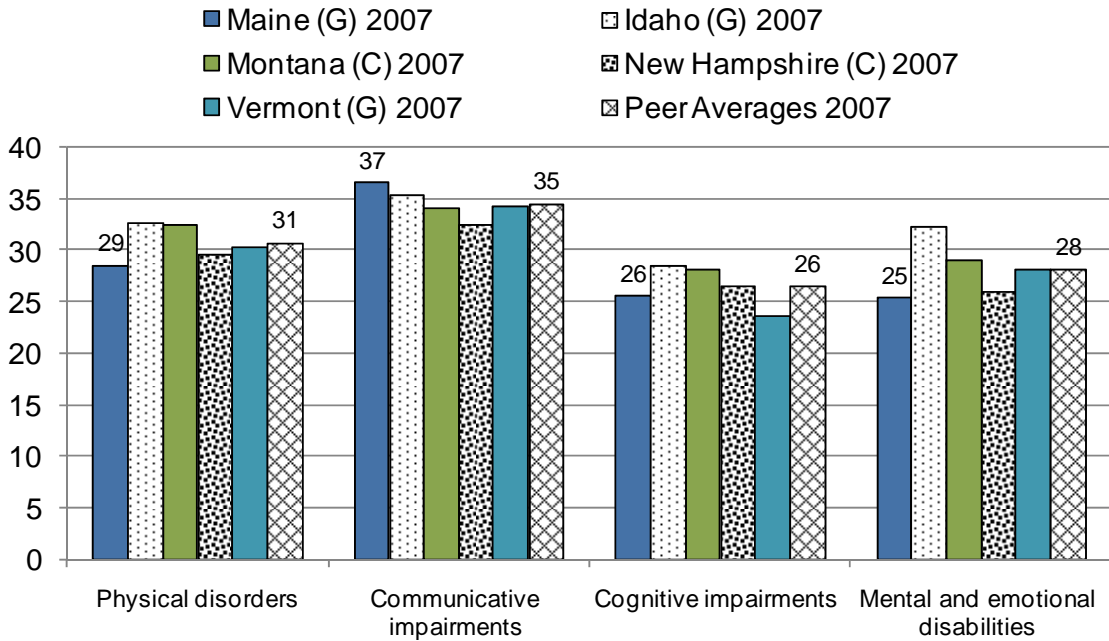 Maine (G) 2007
Idaho (G) 2007
Montana (C) 2007
New Hampshire (C) 2007
Vermont (G) 2007
Peer Averages 2007
40
35
30
25
20
15
10
5
0
29
31
37
35
26
26
25
28
Physical disorders
Communicative
impairments
Cognitive impairments
Mental and emotional
disabilities